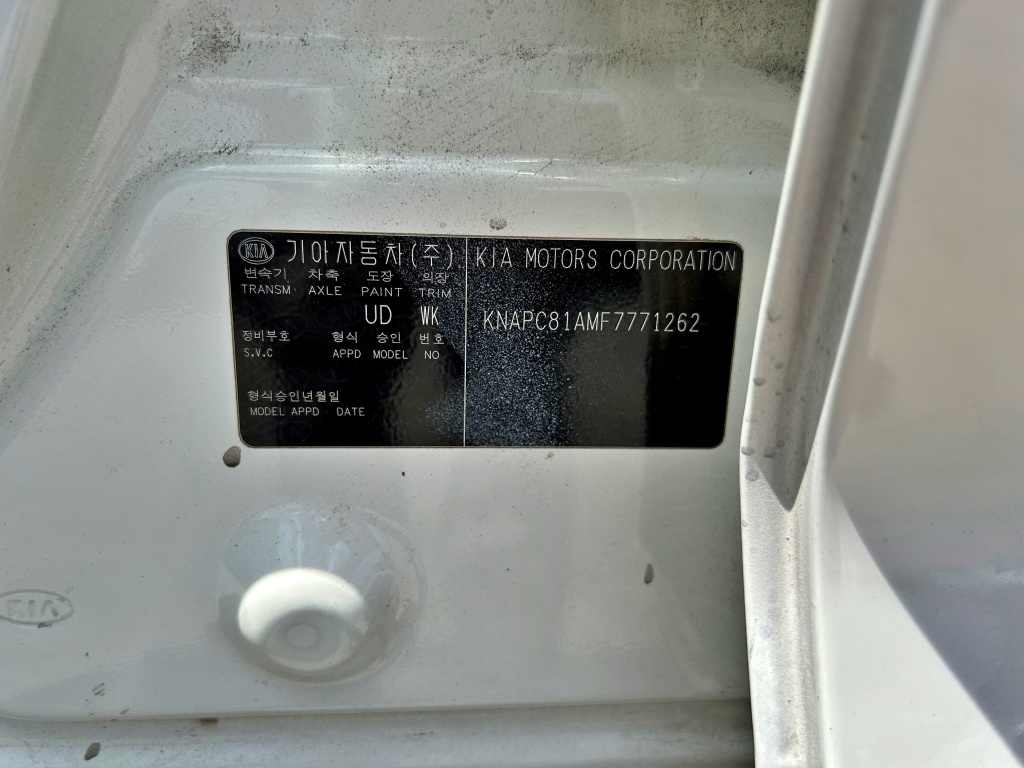 KIA 기아자동차(주)
변속기 차축 도장 의장
TRANSM AXLE PAINT TRIM
UD WK
정비부호 형식 승인 번호
S.V.C APPD MODEL NO
형식승인년월일
MODEL APPD DATE
KIA MOTORS CORPORATION
KNAPC81AMF7771262
KIA